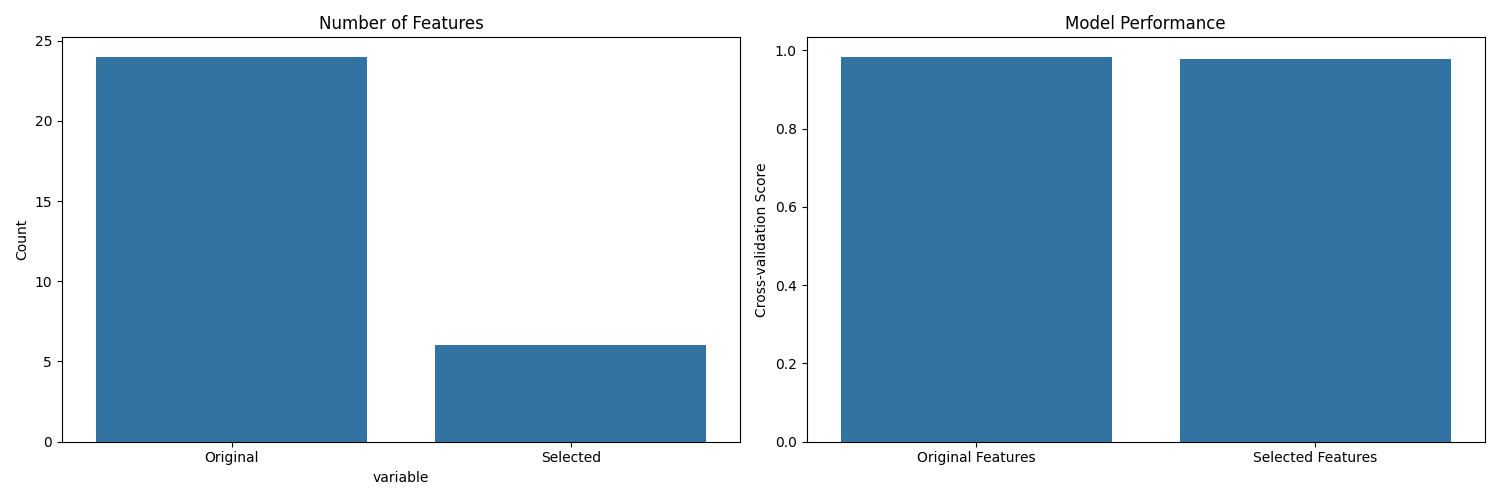 Number of Features
25
20
15
10
5
0
Count
Original
Selected
variable
Model Performance
1.0
0.8
0.6
0.4
0.2
0.0
Cross-validation Score
Original Features
Selected Features